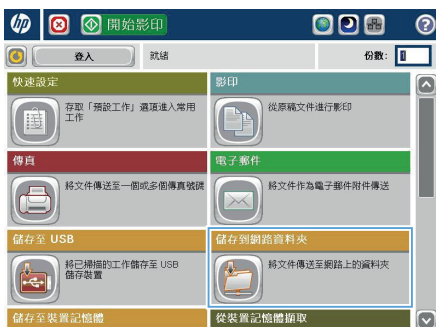 hp
開始影印
?
登入
就緒
份數: 1
快速設定
存取「預設工作」選項進入常用
工作
影印
從原稿文件進行影印
傳真
將文件傳送至一個或多個傳真號碼
電子郵件
將文件作為電子郵件附件傳送
儲存至 USB
將已掃描的工作儲存至 USB
儲存裝置
儲存到網路資料夾
將文件傳送至網路上的資料夾
儲存至裝置記憶體
從裝置記憶體擷取